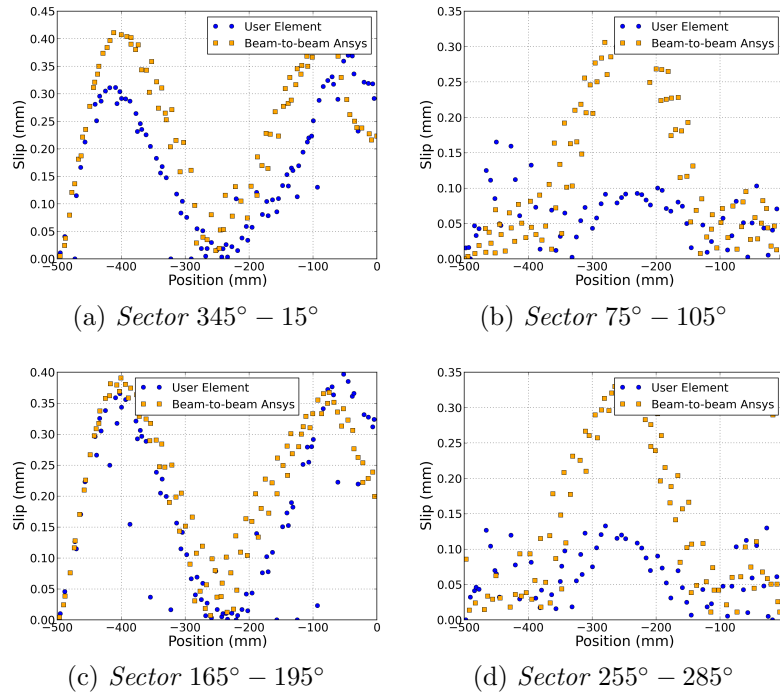 0.45
0.40
0.35
0.30
0.25
0.20
0.15
0.10
0.05
0.00
Slip (mm)
User Element
Beam-to-beam Ansys
−500 −400 −300 −200 −100 0
Position (mm)
(a) Sector 345° − 15°
0.35
0.30
0.25
0.20
0.15
0.10
0.05
0.00
Slip (mm)
User Element
Beam-to-beam Ansys
−500 −400 −300 −200 −100
Position (mm)
(b) Sector 75° − 105°
0.40
0.35
0.30
0.25
0.20
0.15
0.10
0.05
0.00
Slip (mm)
User Element
Beam-to-beam Ansys
−500 −400 −300 −200 −100 0
Position (mm)
(c) Sector 165° − 195°
0.35
0.30
0.25
0.20
0.15
0.10
0.05
0.00
Slip (mm)
User Element
Beam-to-beam Ansys
−500 −400 −300 −200 −100
Position (mm)
(d) Sector 255° − 285°